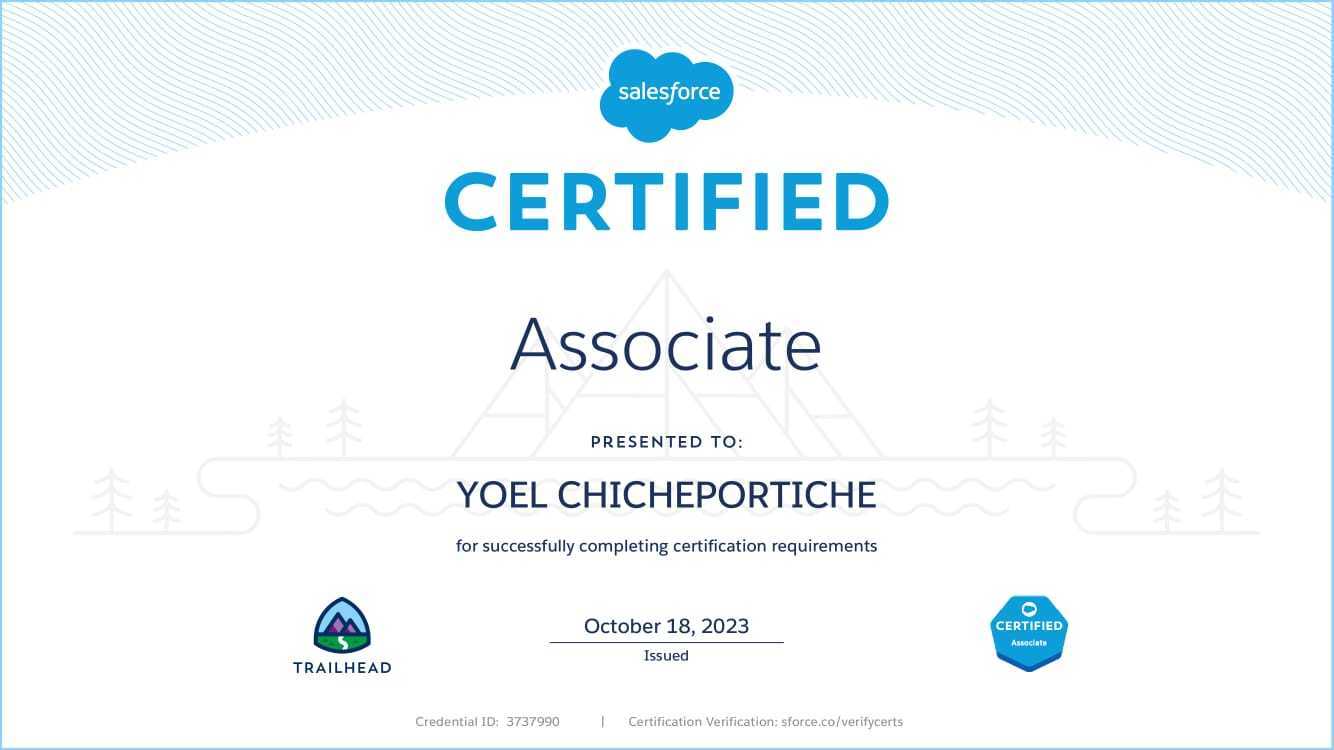 salesforce
CERTIFIED
Associate
PRESENTED TO:
YOEL CHICHEPORTICHE
for successfully completing certification requirements
October 18, 2023
Issued
TRAILHEAD
CERTIFIED
Associate
Credential ID: 3737990 | Certification Verification: sforce.co/verifycerts